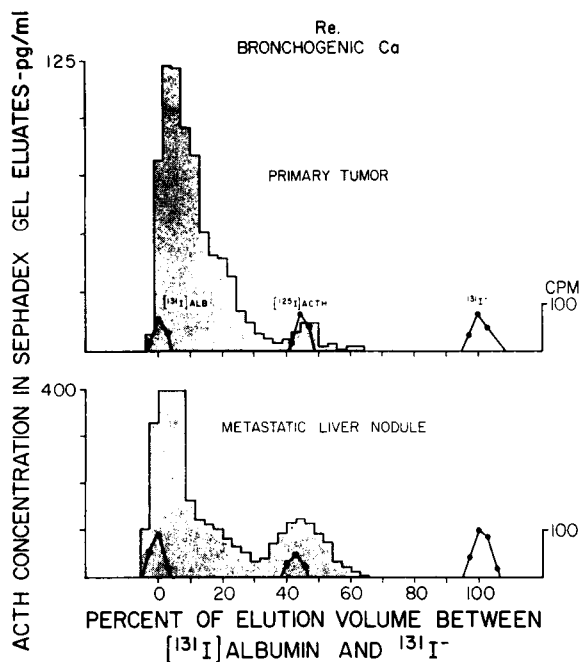 Re.
BRONCHOGENIC Ca
ACTH CONCENTRATION IN SEPHADEX GEL ELUATES-pg/ml
125
PRIMARY TUMOR
[131I]ALB
[125I]ACTH
131I-
CPM
100
400
METASTATIC LIVER NODULE
100
0 20 40 60 80 100
PERCENT OF ELUTION VOLUME BETWEEN
[131I]ALBUMIN AND 131I-